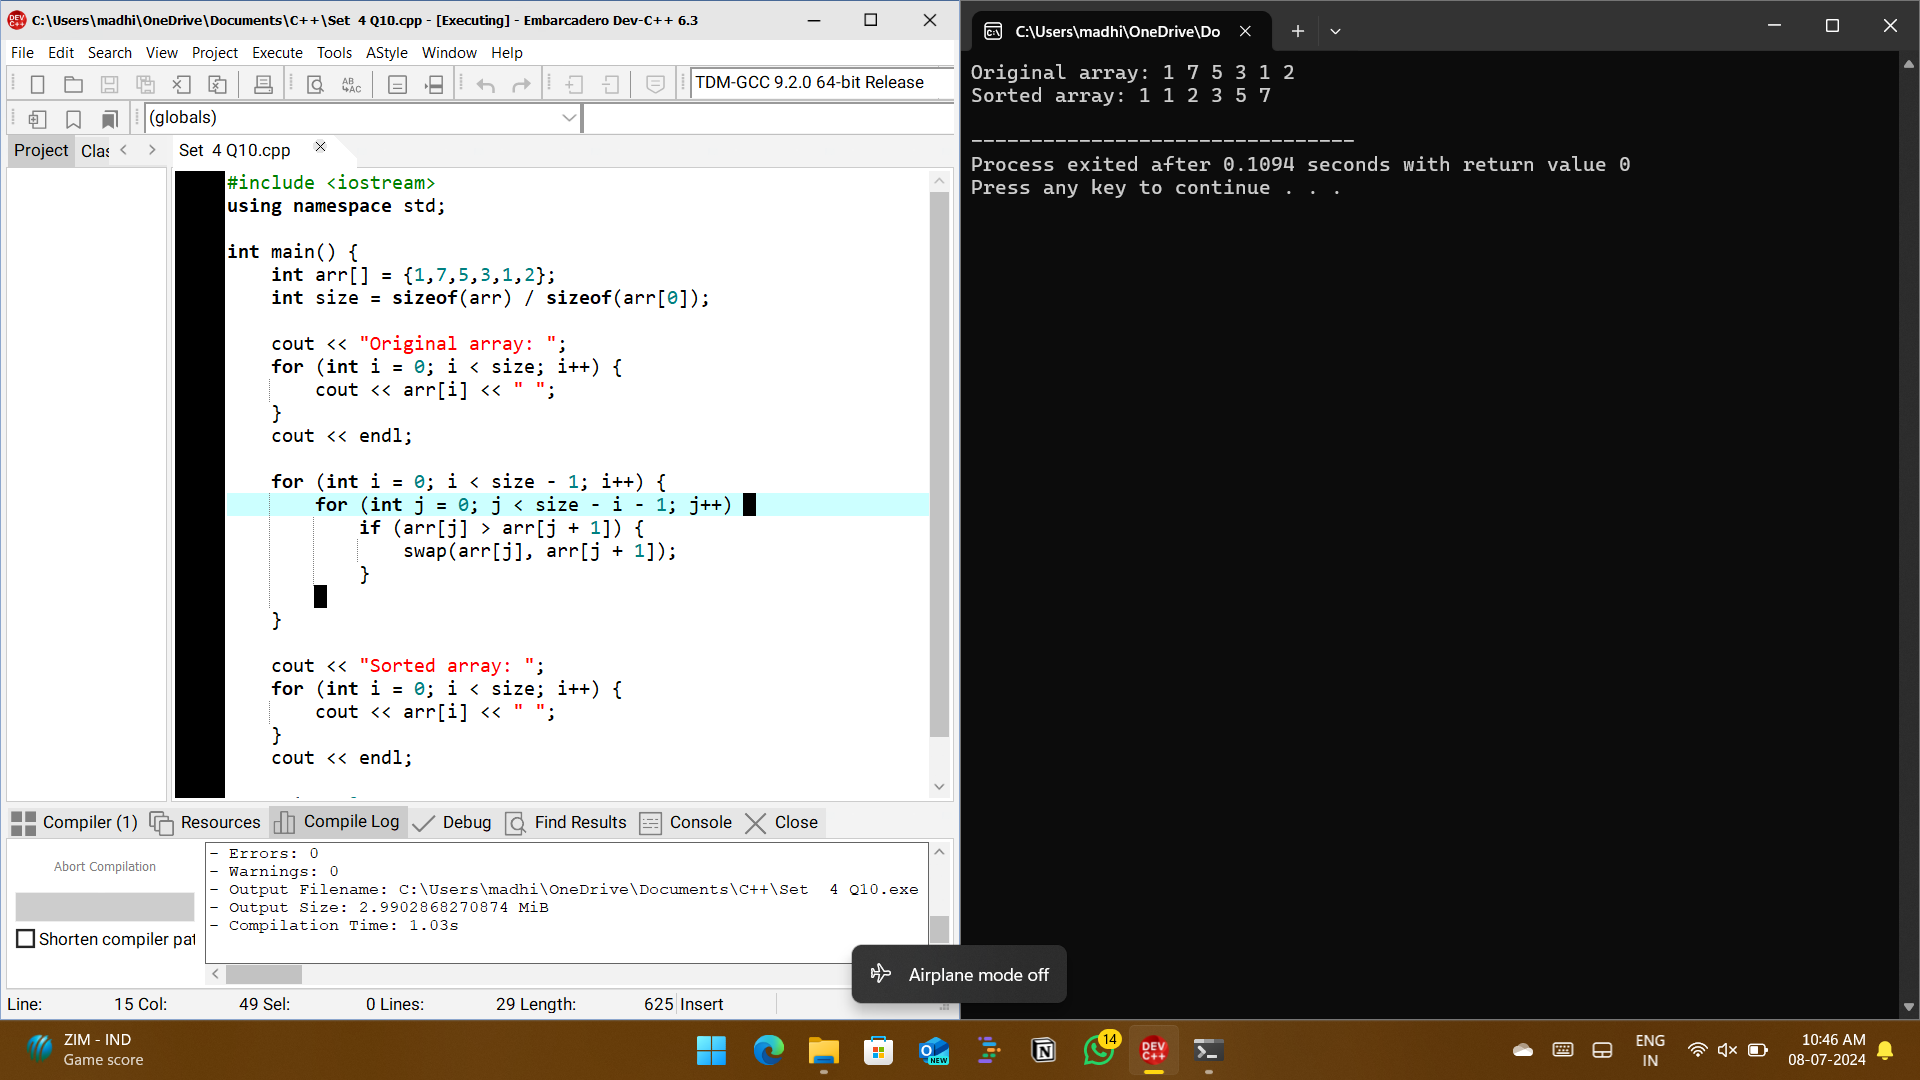 C:\Users\madhi\OneDrive\Documents\C++\Set  4 Q10.cpp - [Executing] - Embarcadero Dev-C++ 6.3
File Edit Search View Project Execute Tools AStyle Window Help
TDM-GCC 9.2.0 64-bit Release
(globals)
Project Clas
Set  4 Q10.cpp
#include <iostream>
using namespace std;
int main() {
    int arr[] = {1,7,5,3,1,2};
    int size = sizeof(arr) / sizeof(arr[0]);
    cout << "Original array: ";
    for (int i = 0; i < size; i++) {
        cout << arr[i] << " ";
    }
    cout << endl;
    for (int i = 0; i < size - 1; i++) {
        for (int j = 0; j < size - i - 1; j++)
            if (arr[j] > arr[j + 1]) {
                swap(arr[j], arr[j + 1]);
            }
    }
    cout << "Sorted array: ";
    for (int i = 0; i < size; i++) {
        cout << arr[i] << " ";
    }
    cout << endl;
Compiler (1) Resources Compile Log Debug Find Results Console Close
Abort Compilation
Shorten compiler pat
- Errors: 0
- Warnings: 0
- Output Filename: C:\Users\madhi\OneDrive\Documents\C++\Set  4 Q10.exe
- Output Size: 2.9902868270874 MiB
- Compilation Time: 1.03s
Line: 15 Col: 49 Sel: 0 Lines: 29 Length: 625 Insert
C:\Users\madhi\OneDrive\Do
Original array: 1 7 5 3 1 2
Sorted array: 1 1 2 3 5 7
--------------------------------
Process exited after 0.1094 seconds with return value 0
Press any key to continue . . .
Airplane mode off
ZIM - IND
Game score
NEW
14
DEV
C++
ENG
IN
10:46 AM
08-07-2024